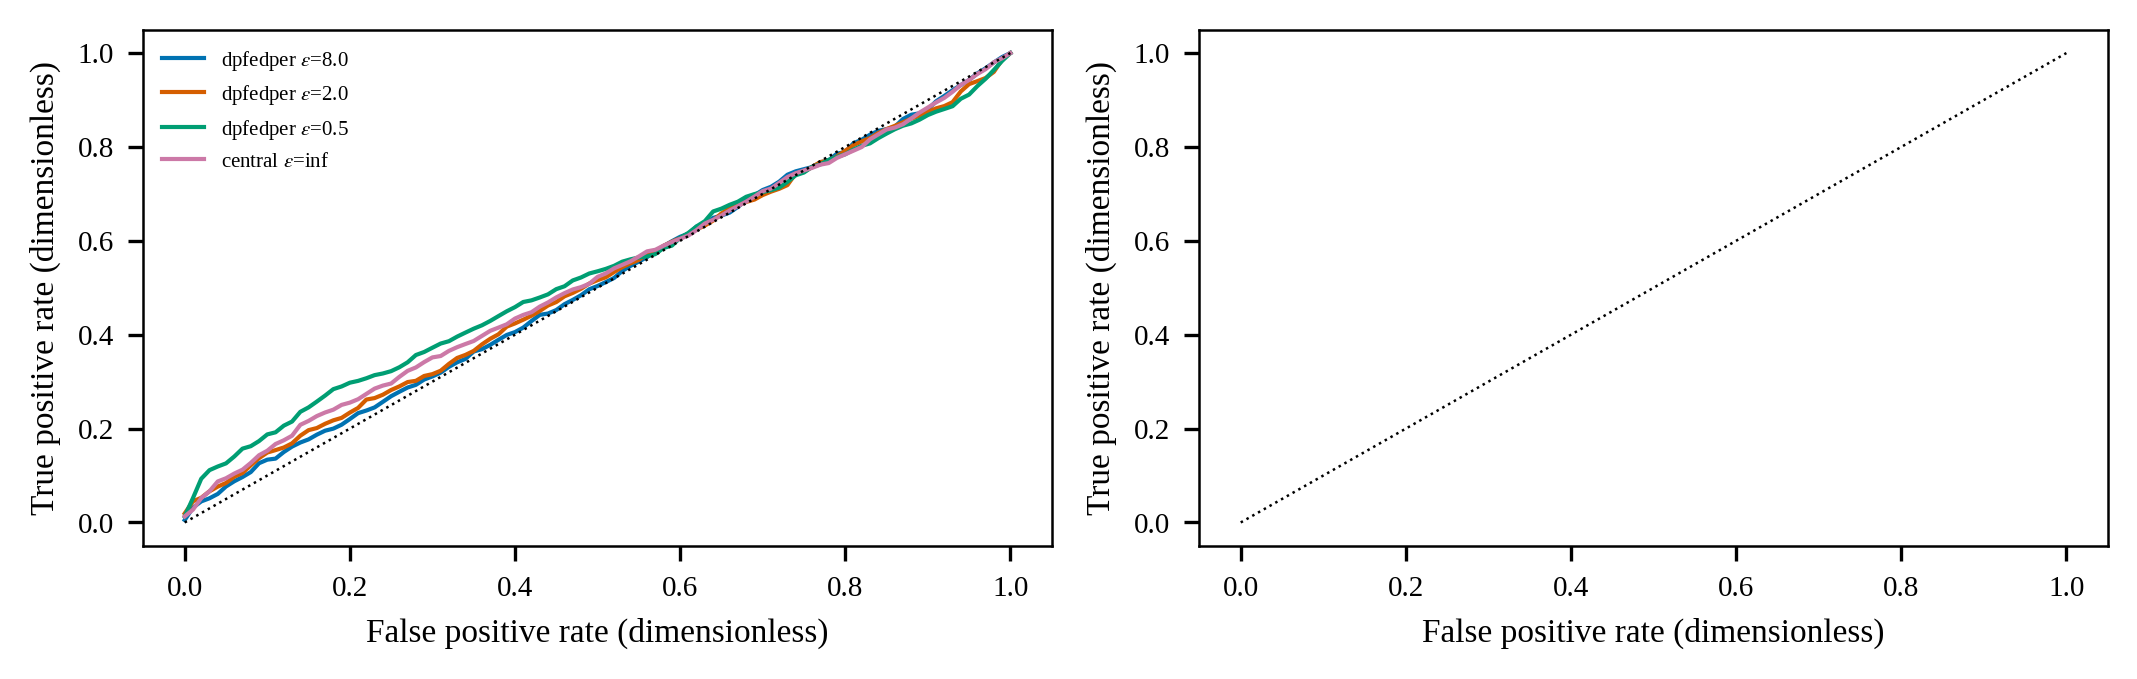 1.0
0.8
0.6
0.4
0.2
0.0
True positive rate (dimensionless)
dpfedper ε=8.0
dpfedper ε=2.0
dpfedper ε=0.5
central ε=inf
0.0 0.2 0.4 0.6 0.8 1.0
False positive rate (dimensionless)
1.0
0.8
0.6
0.4
0.2
0.0
True positive rate (dimensionless)
0.0 0.2 0.4 0.6 0.8 1.0
False positive rate (dimensionless)